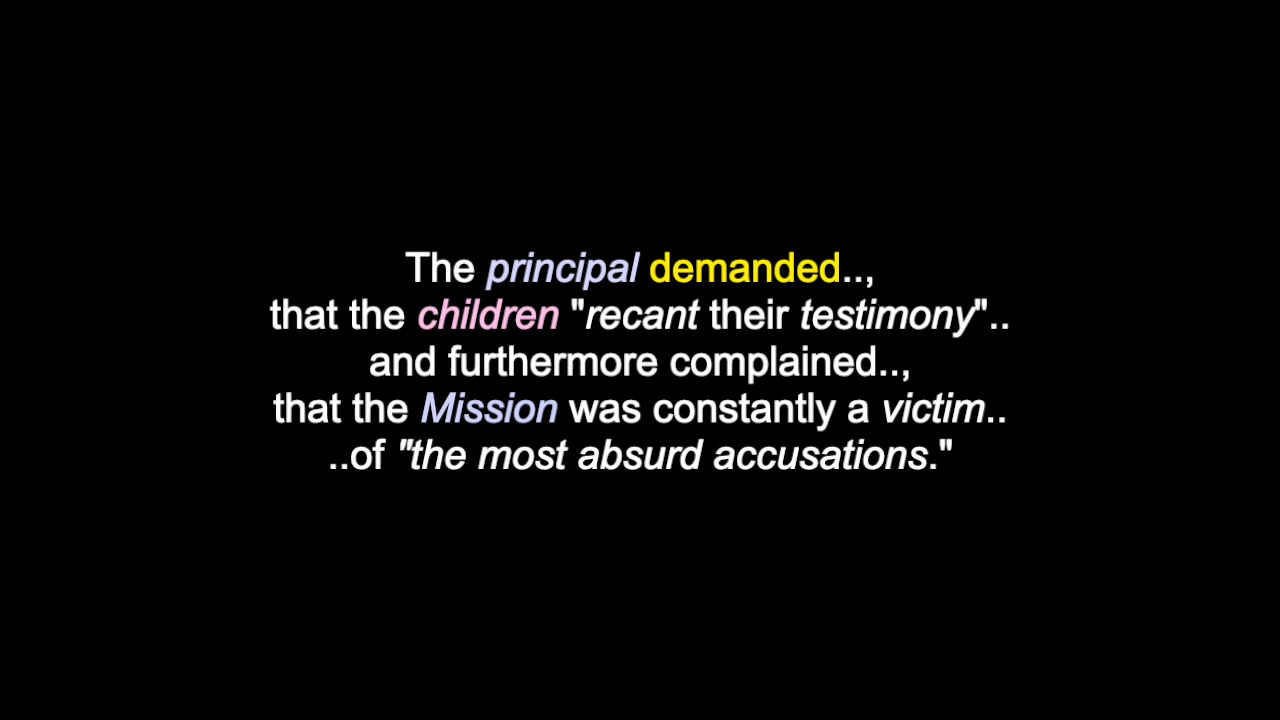 The principal demanded..,
that the children "recant their testimony"..
and furthermore complained..,
that the Mission was constantly a victim..
..of "the most absurd accusations."